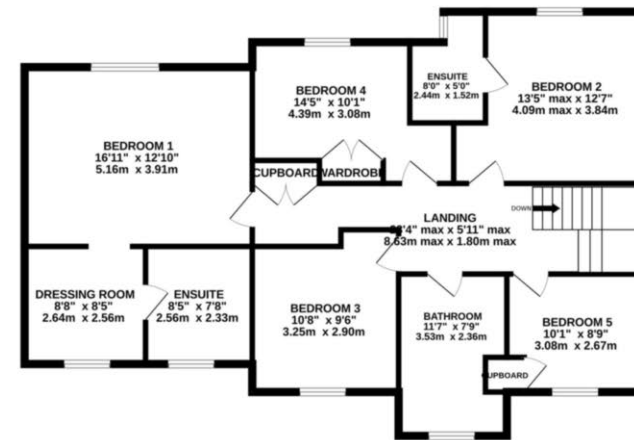 BEDROOM 1
16'11" x 12'10"
5.16m x 3.91m
BEDROOM 4
14'5" x 10'1"
4.39m x 3.08m
ENSUITE
8'0" x 5'0"
2.44m x 1.52m
BEDROOM 2
13'5" max x 12'7"
4.09m max x 3.84m
CUPBOARD
WARDROBE
LANDING
max x 5'11" max
8.63m max x 1.80m max
DOWN
DRESSING ROOM
8'8" x 8'5"
2.64m x 2.56m
ENSUITE
8'5" x 7'8"
2.56m x 2.33m
BEDROOM 3
10'8" x 9'6"
3.25m x 2.90m
BATHROOM
11'7" x 7'9"
3.53m x 2.36m
BEDROOM 5
10'1" x 8'9"
3.08m x 2.67m
CUPBOARD